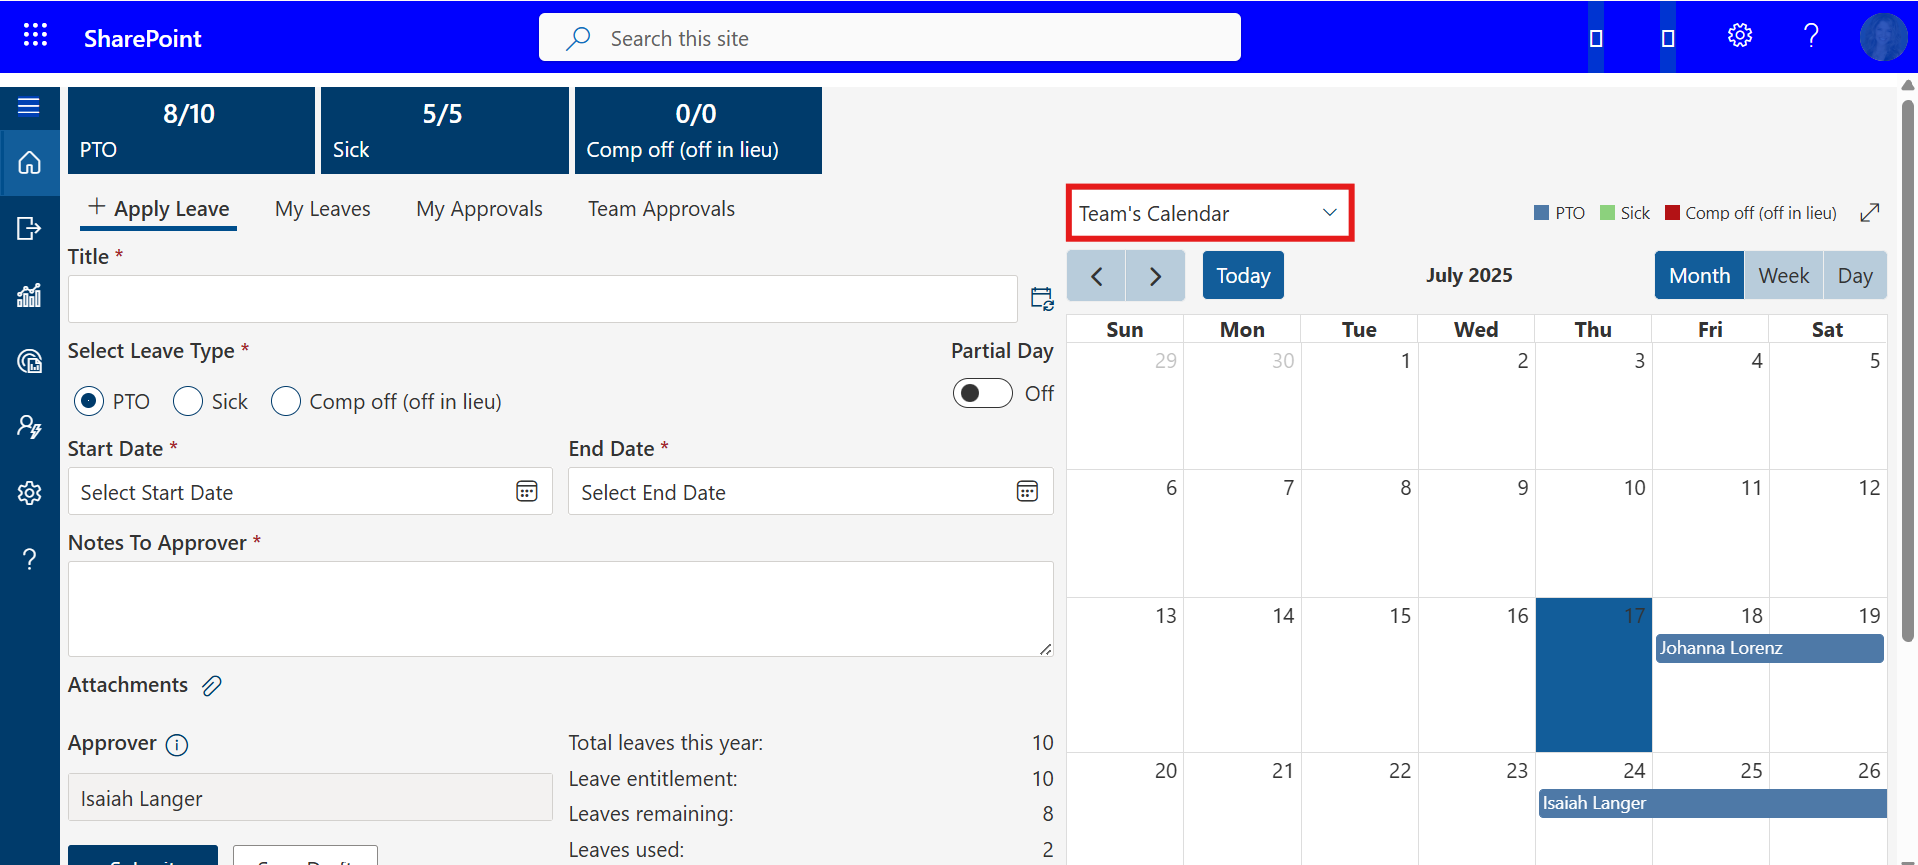 SharePoint
Search this site
8/10
PTO
5/5
Sick
0/0
Comp off (off in lieu)
Apply Leave
My Leaves
My Approvals
Team Approvals
Title *
Select Leave Type *
PTO
Sick
Comp off (off in lieu)
Partial Day
Off
Start Date *
Select Start Date
End Date *
Select End Date
Notes To Approver *
Attachments
Approver
Isaiah Langer
Total leaves this year: 10
Leave entitlement: 10
Leaves remaining: 8
Leaves used: 2
Team's Calendar
PTO Sick Comp off (off in lieu)
Today
July 2025
Month Week Day
Sun Mon Tue Wed Thu Fri Sat
29 30 1 2 3 4 5
6 7 8 9 10 11 12
13 14 15 16 17 18 19
Johanna Lorenz
20 21 22 23 24 25 26
Isaiah Langer